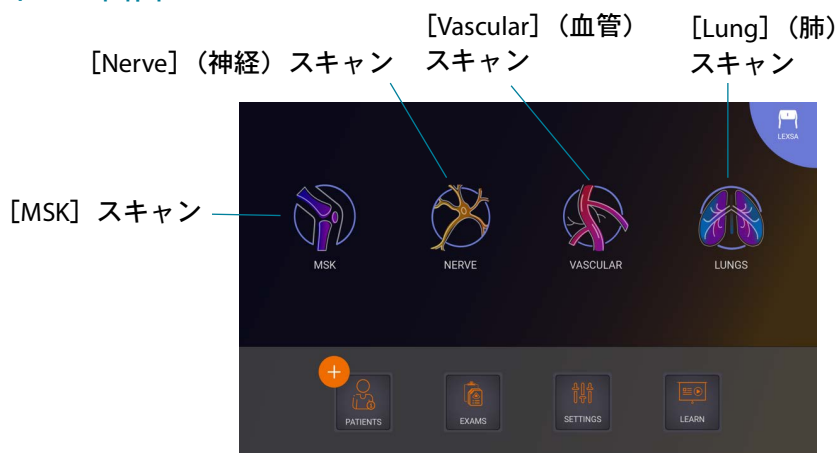 [Vascular]（血管）
スキャン
[Lung]（肺）
スキャン
[Nerve]（神経）スキャン
[MSK] スキャン
LEXSA
MSK
NERVE
VASCULAR
LUNGS
+
PATIENTS
EXAMS
SETTINGS
LEARN